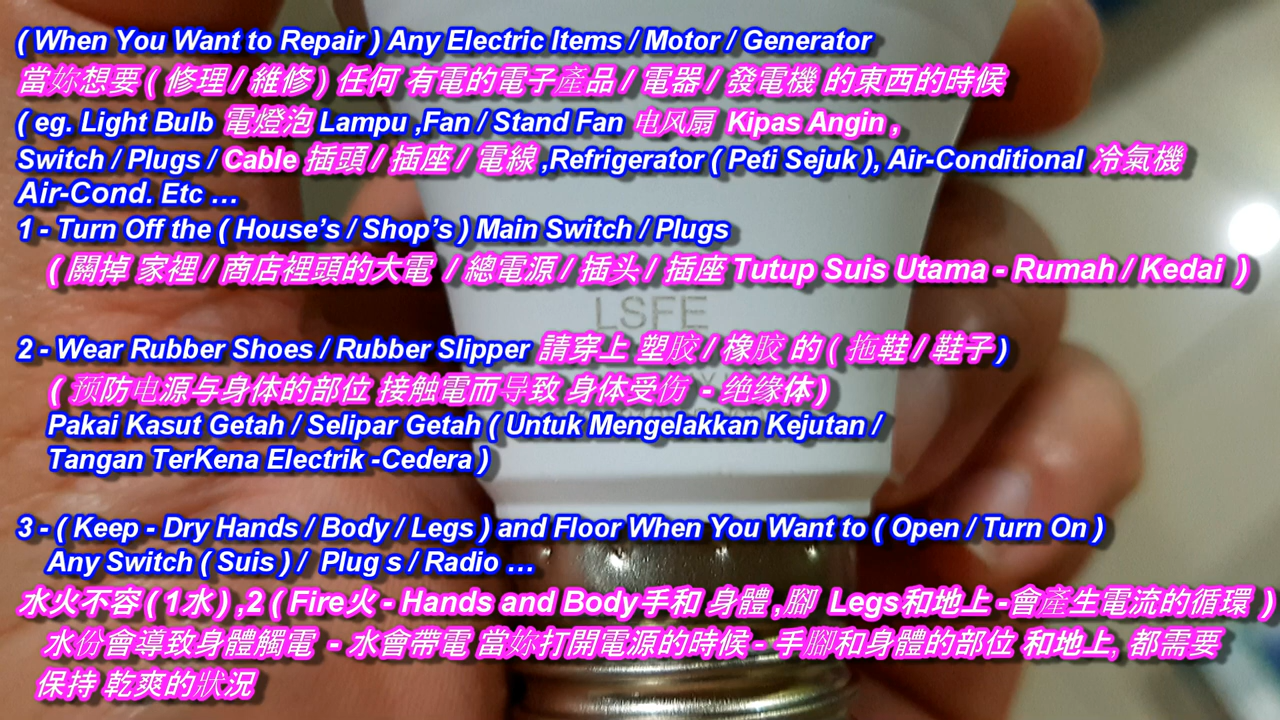 ( When You Want to Repair ) Any Electric Items / Motor / Generator
當妳想要 ( 修理 / 維修 ) 任何 有電的電子產品 / 電器 / 發電機 的東西的時候
( eg. Light Bulb 電燈泡 Lampu ,Fan / Stand Fan 电风扇 Kipas Angin ,
Switch / Plugs / Cable 插頭 / 插座 / 電線 ,Refrigerator ( Peti Sejuk ), Air-Conditional 冷氣機
Air-Cond. Etc …
1 - Turn Off the ( House’s / Shop’s ) Main Switch / Plugs
( 關掉 家裡 / 商店裡頭的大電 / 總電源 / 插头 / 插座 Tutup Suis Utama - Rumah / Kedai )
LSFE
2 - Wear Rubber Shoes / Rubber Slipper 請穿上 塑胶 / 橡胶 的 ( 拖鞋 / 鞋子 )
( 预防电源与身体的部位 接触電而导致 身体受伤 - 绝缘体 )
Pakai Kasut Getah / Selipar Getah ( Untuk Mengelakkan Kejutan /
Tangan TerKena Electrik -Cedera )
3 - ( Keep - Dry Hands / Body / Legs ) and Floor When You Want to ( Open / Turn On )
Any Switch ( Suis ) / Plug s / Radio …
水火不容 ( 1水 ) ,2 ( Fire火 - Hands and Body手和 身體 ,腳 Legs和地上 -會產生電流的循環 )
水份會導致身體觸電 - 水會帶電 當妳打開電源的時候 - 手腳和身體的部位 和地上, 都需要
保持 乾爽的狀況